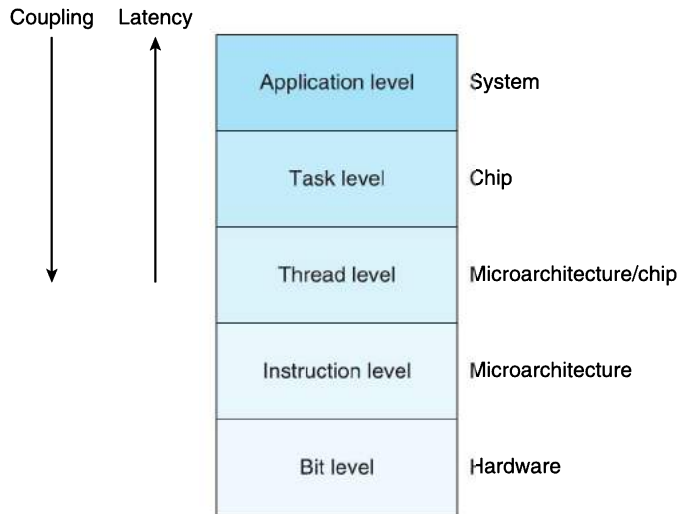 Coupling Latency
Application level System
Task level Chip
Thread level Microarchitecture/chip
Instruction level Microarchitecture
Bit level Hardware